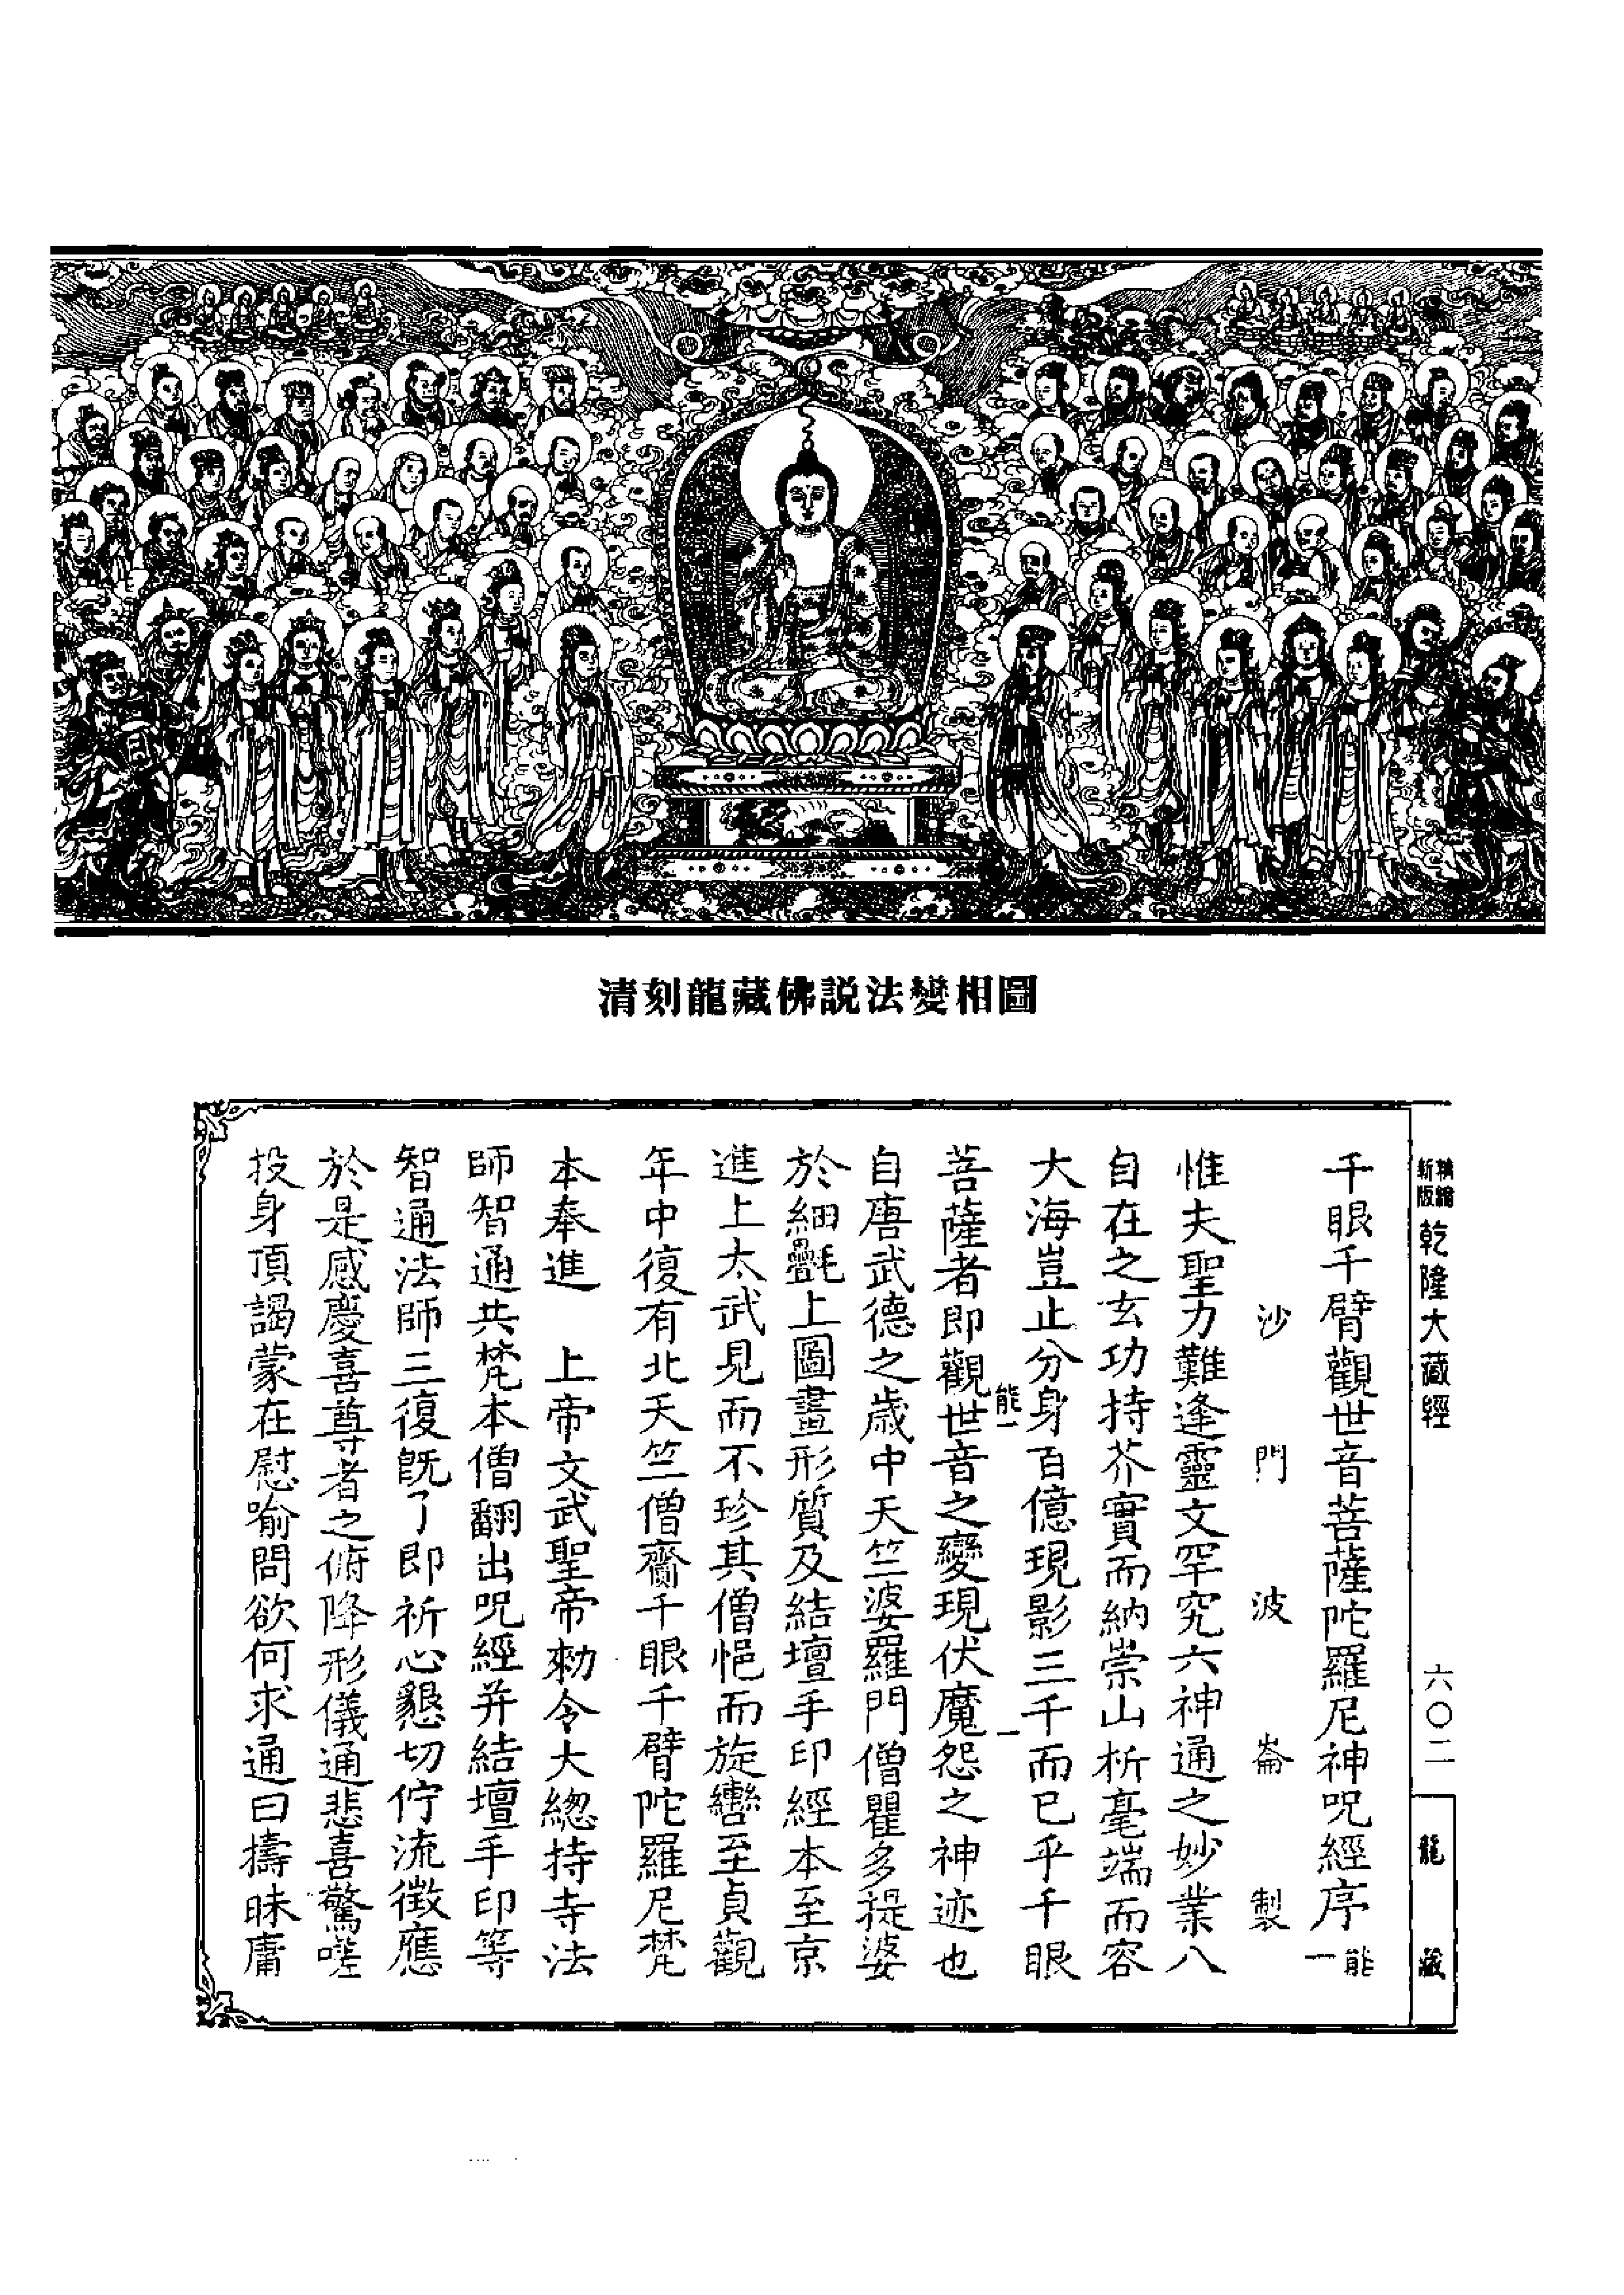 清刻龍藏佛説法變相圖
新版精縮
乾隆大藏經
六〇二
龍藏
千眼千臂觀世音菩薩陀羅尼神呪經序 能一
沙門波崙製
惟夫聖力難逢靈文罕究六神通之妙業八
自在之玄功持芥實而納崇山析毫端而容
大海豈止分身百億現影三千而已乎千眼
能一 一
菩薩者即觀世音之變現伏魔怨之神迹也
自唐武德之歲中天竺婆羅門僧瞿多提婆
於細㲲上圖畫形質及結壇手印經本至京
進上太武見而不珍其僧悒而旋轡至貞觀
年中復有北天竺僧齎千眼千臂陀羅尼梵
本奉進 上帝文武聖帝勅令大緫持寺法
師智通共梵本僧翻出呪經并結壇手印等
智通法師三復旣了即祈心懇切佇流徴應
於是感慶喜尊者之俯降形儀通悲喜驚嗟
投身頂謁蒙在慰喻問欲何求通曰擣昧庸